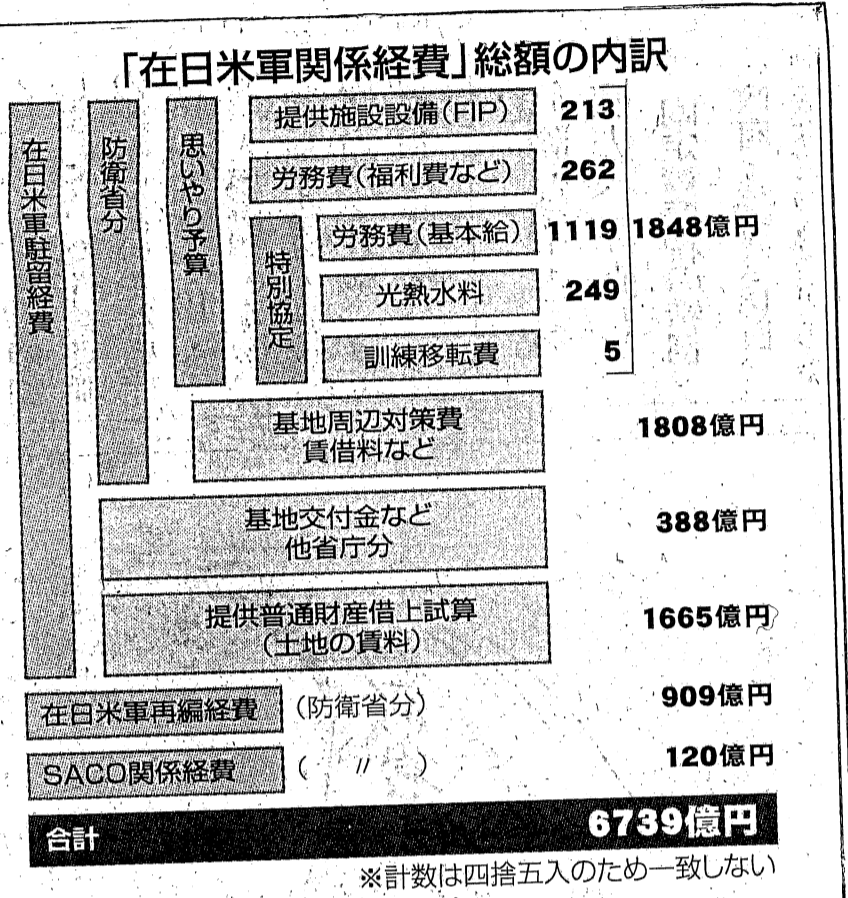 「在日米軍関係経費」総額の内訳
在日米軍駐留経費
防衛省分
思いやり予算
提供施設設備(FIP) 213
労務費(福利費など) 262
特別協定
労務費(基本給) 1119 1848億円
光熱水料 249
訓練移転費 5
基地周辺対策費
賃借料など
1808億円
基地交付金など
他省庁分
388億円
提供普通財産借上試算
(土地の賃料)
1665億円
在日米軍再編経費 (防衛省分) 909億円
SACO関係経費 ( 〃 ) 120億円
合計 6739億円
※計数は四捨五入のため一致しない